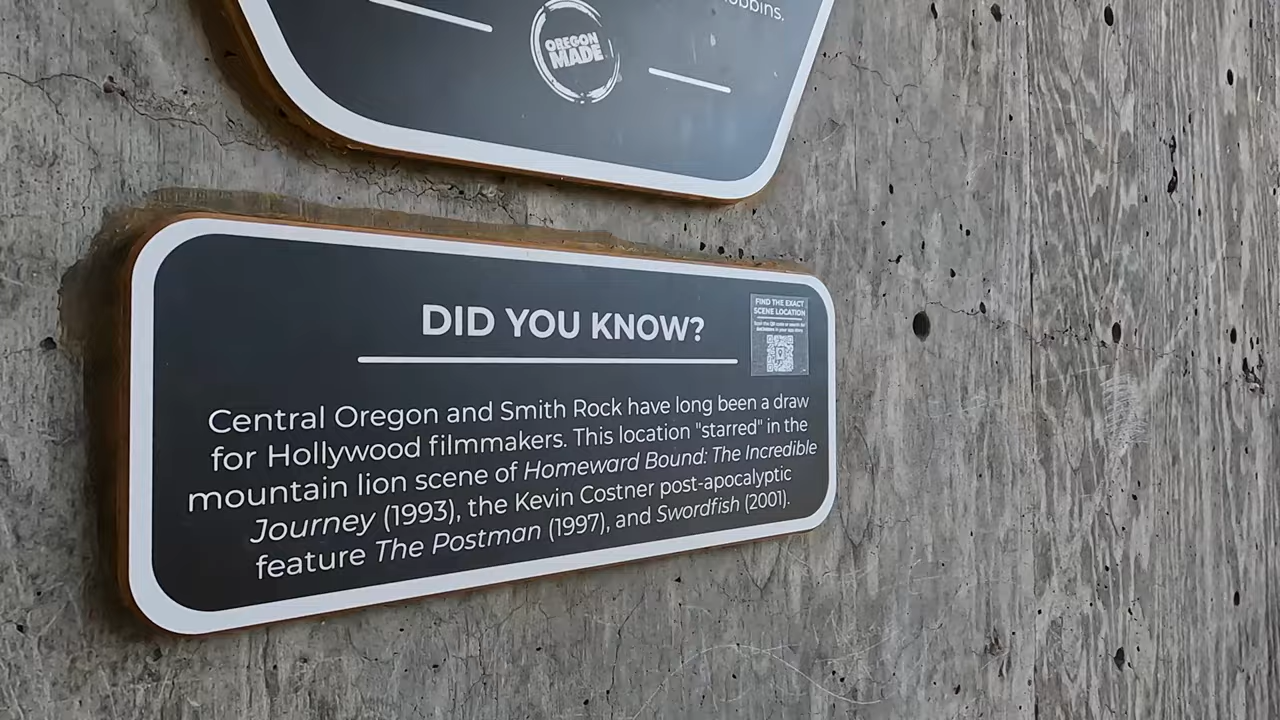 OREGON
MADE
DID YOU KNOW?
FIND THE EXACT
SCENE LOCATION
Central Oregon and Smith Rock have long been a draw
for Hollywood filmmakers. This location "starred" in the
mountain lion scene of Homeward Bound: The Incredible
Journey (1993), the Kevin Costner post-apocalyptic
feature The Postman (1997), and Swordfish (2001).